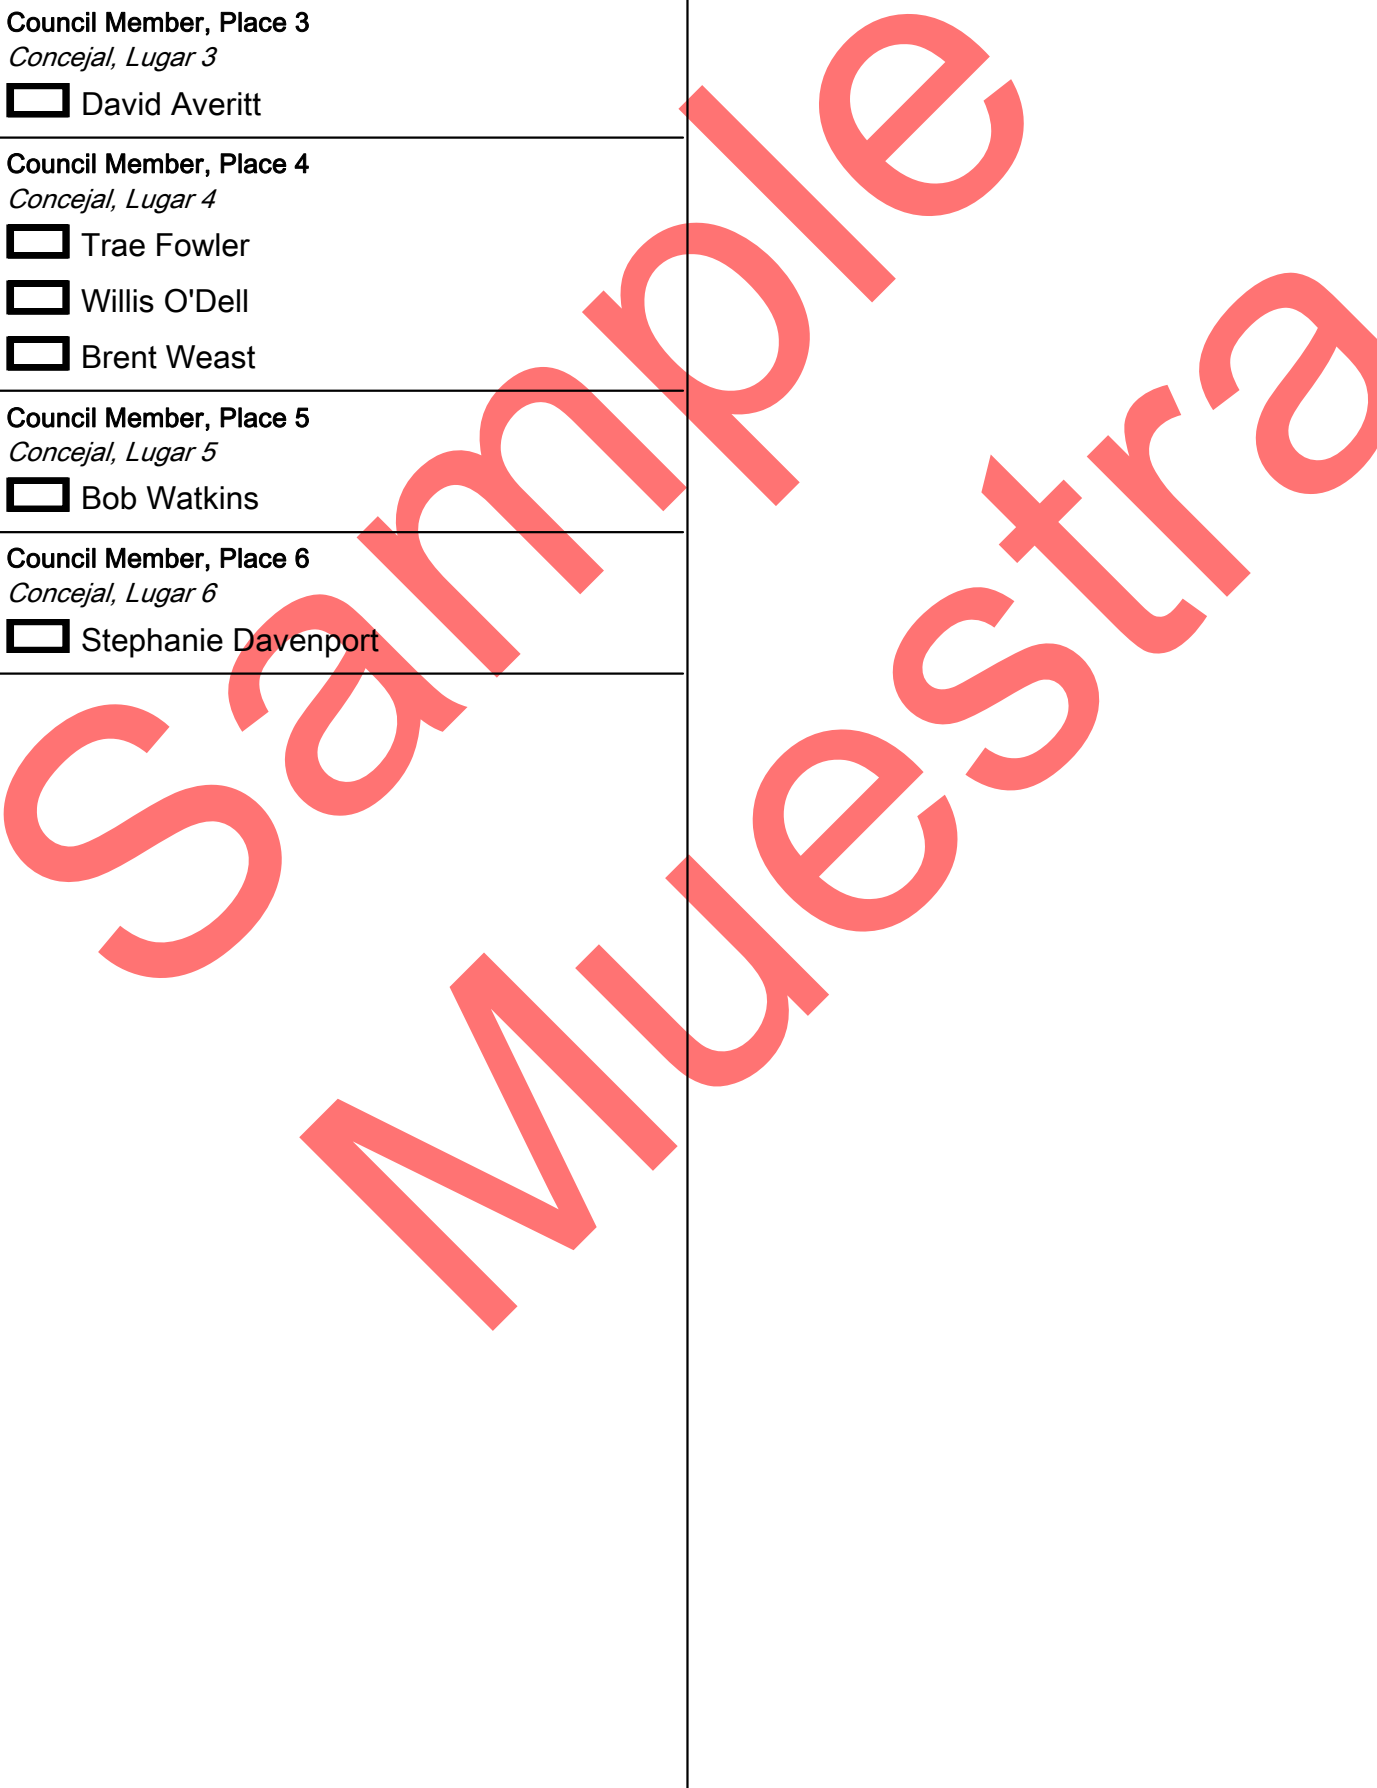 Council Member, Place 3
Concejal, Lugar 3
David Averitt
Council Member, Place 4
Concejal, Lugar 4
Trae Fowler
Willis O'Dell
Brent Weast
Council Member, Place 5
Concejal, Lugar 5
Bob Watkins
Council Member, Place 6
Concejal, Lugar 6
Stephanie Davenport
Sample
Muestra